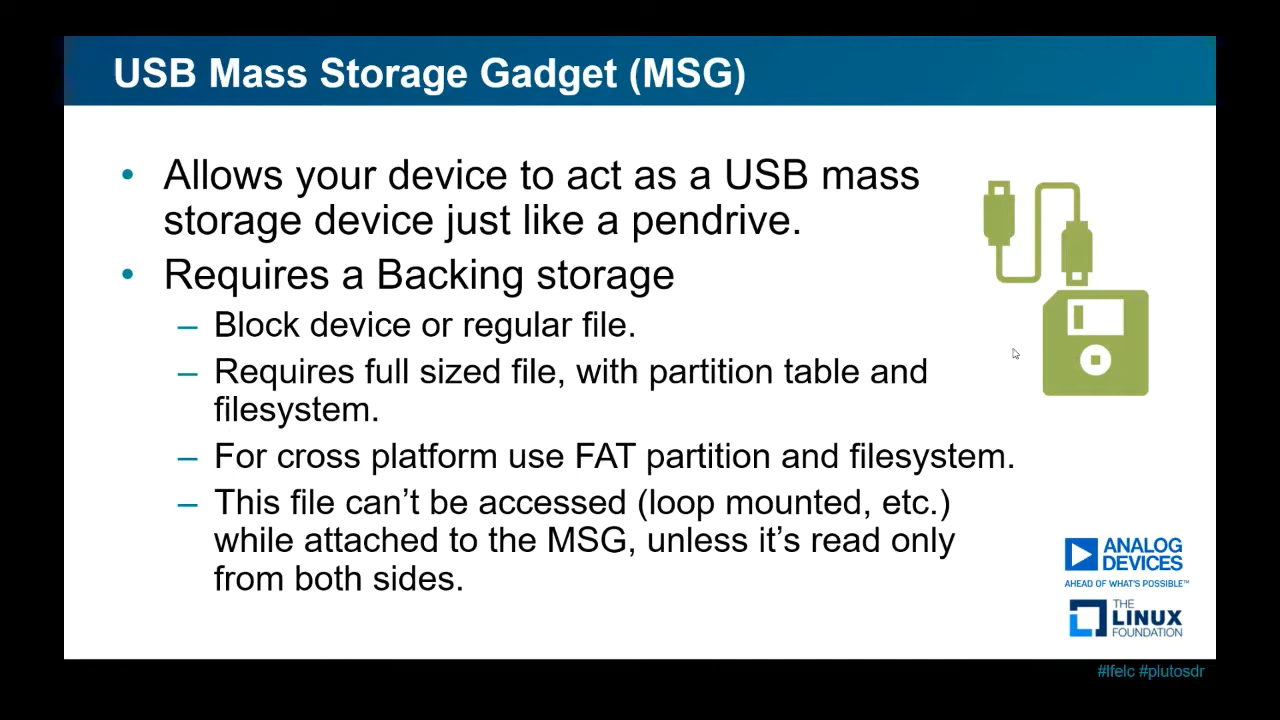 USB Mass Storage Gadget (MSG)
• Allows your device to act as a USB mass
storage device just like a pendrive.
• Requires a Backing storage
– Block device or regular file.
– Requires full sized file, with partition table and
filesystem.
– For cross platform use FAT partition and filesystem.
– This file can’t be accessed (loop mounted, etc.)
while attached to the MSG, unless it’s read only
from both sides.
ANALOG
DEVICES
AHEAD OF WHAT'S POSSIBLE™
THE
LINUX
FOUNDATION
#lfelc #plutosdr